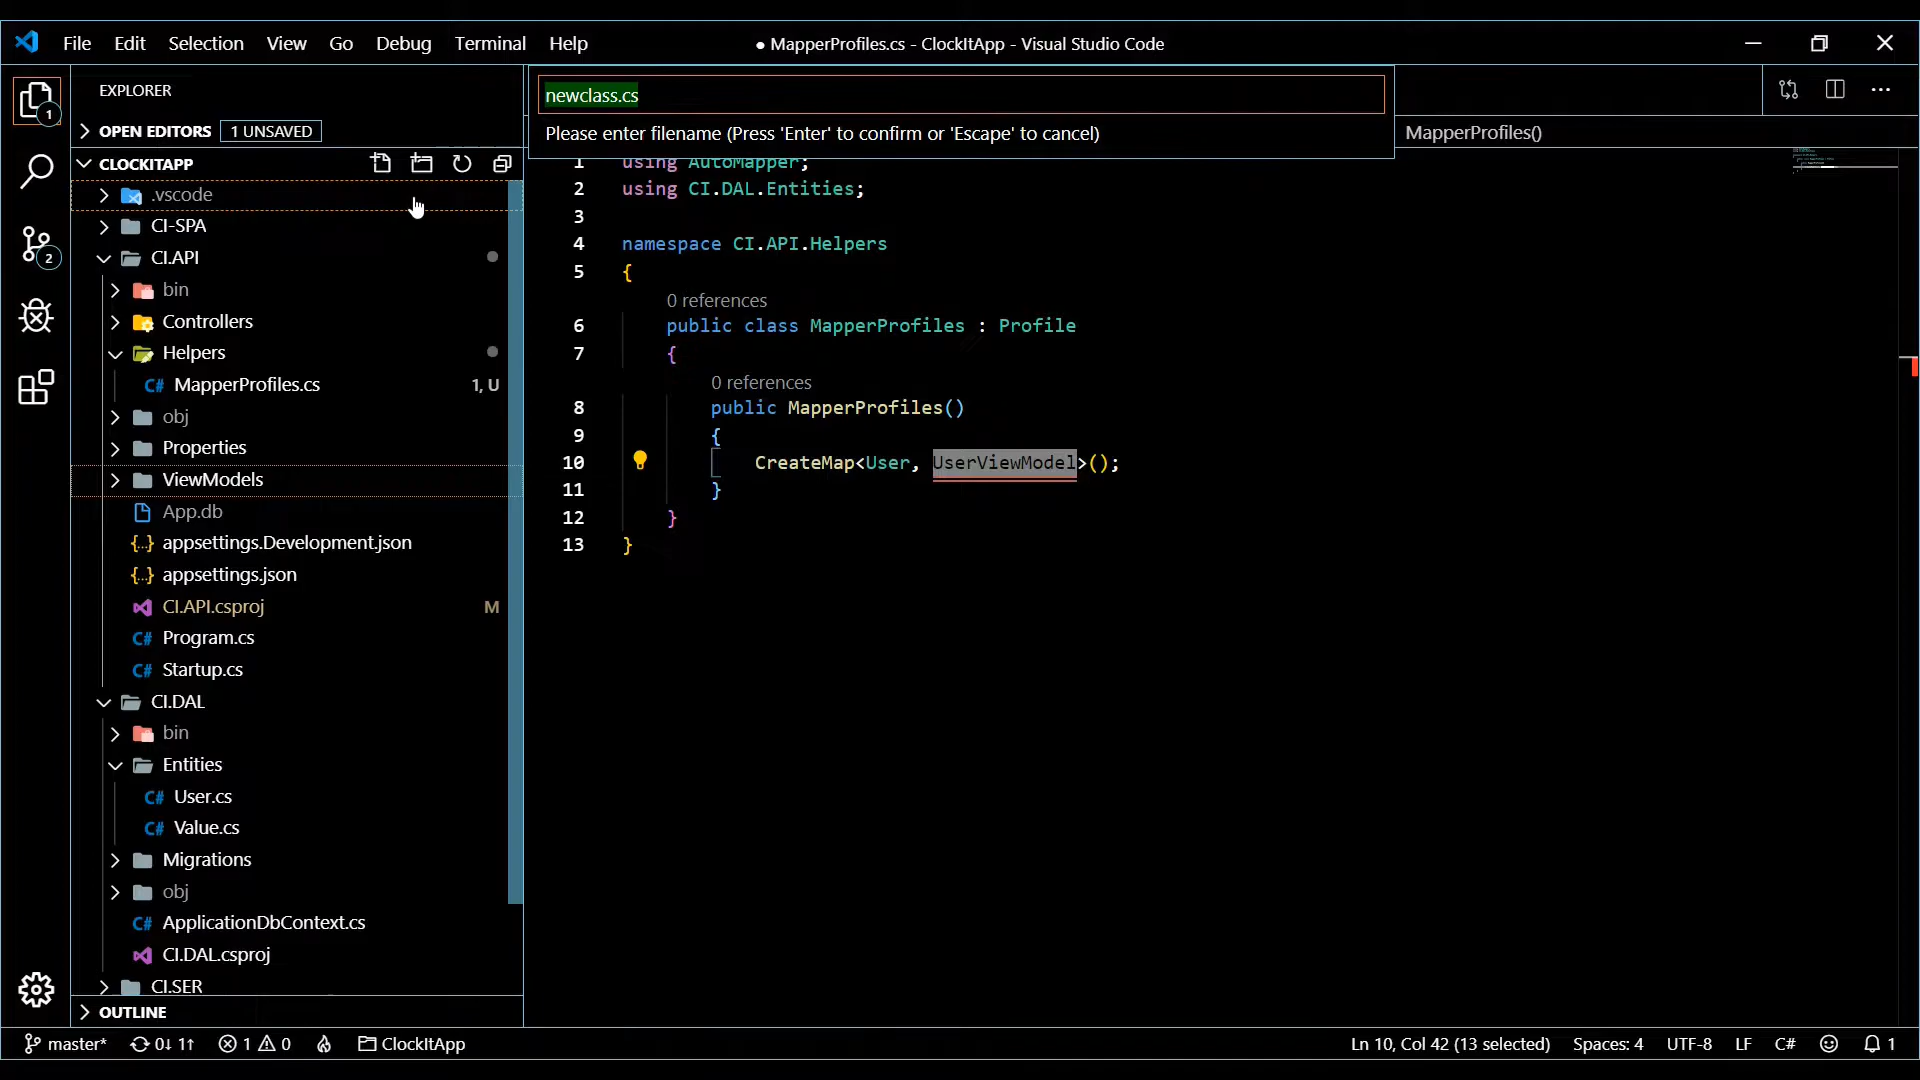 File Edit Selection View Go Debug Terminal Help
● MapperProfiles.cs - ClockItApp - Visual Studio Code
EXPLORER
OPEN EDITORS 1 UNSAVED
CLOCKITAPP
.vscode
CI-SPA
CI.API
bin
Controllers
Helpers
C# MapperProfiles.cs 1, U
obj
Properties
ViewModels
App.db
{..} appsettings.Development.json
{..} appsettings.json
CI.API.csproj M
C# Program.cs
C# Startup.cs
CI.DAL
bin
Entities
C# User.cs
C# Value.cs
Migrations
obj
C# ApplicationDbContext.cs
CI.DAL.csproj
CI.SER
OUTLINE
1
2
newclass.cs
Please enter filename (Press 'Enter' to confirm or 'Escape' to cancel)
MapperProfiles()
1 using AutoMapper;
2 using CI.DAL.Entities;
3
4 namespace CI.API.Helpers
5 {
0 references
6 public class MapperProfiles : Profile
7 {
0 references
8 public MapperProfiles()
9 {
10 CreateMap<User, UserViewModel>();
11 }
12 }
13 }
master* 0↓ 1↑ 1 0 ClockItApp
Ln 10, Col 42 (13 selected) Spaces: 4 UTF-8 LF C# 1